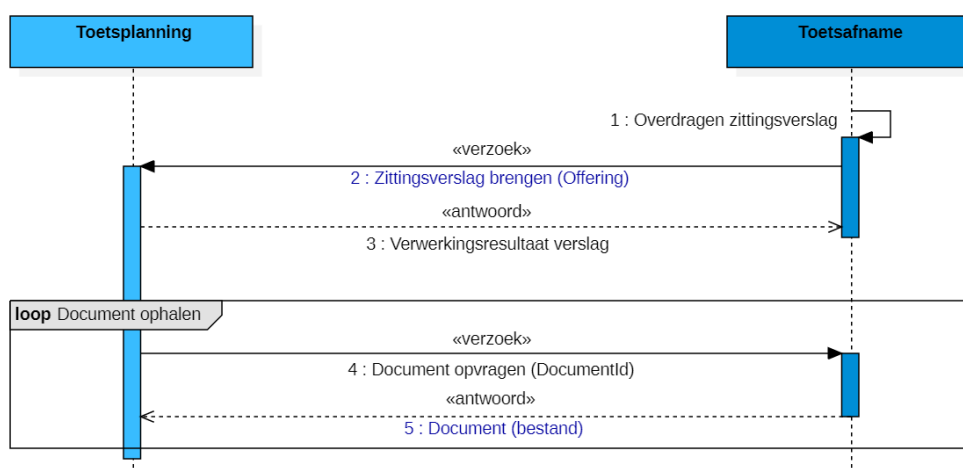 Toetsplanning
Toetsafname
1 : Overdragen zittingsverslag
«verzoek»
2 : Zittingsverslag brengen (Offering)
«antwoord»
3 : Verwerkingsresultaat verslag
loop Document ophalen
«verzoek»
4 : Document opvragen (DocumentId)
«antwoord»
5 : Document (bestand)